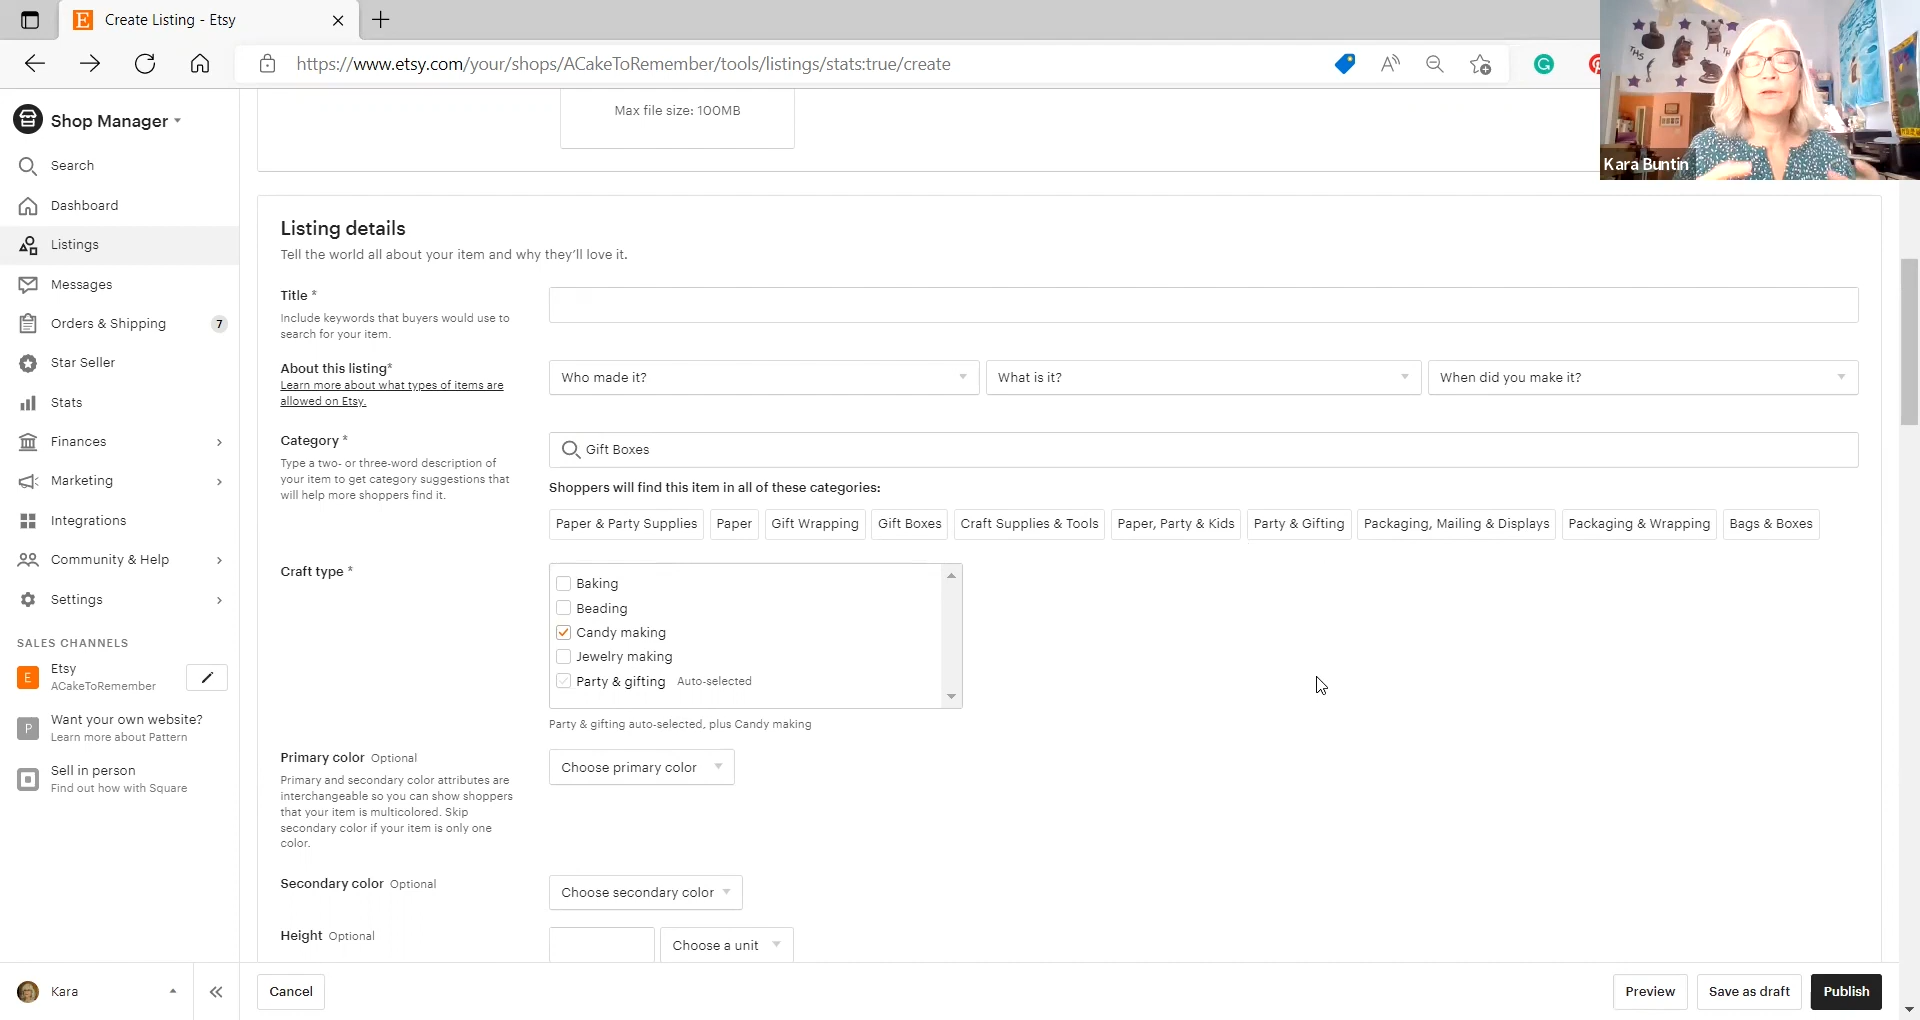 Create Listing - Etsy
https://www.etsy.com/your/shops/ACakeToRemember/tools/listings/stats:true/create
THS
THS
Kara Buntin
Shop Manager
Search
Dashboard
Listings
Messages
Orders & Shipping 7
Star Seller
Stats
Finances
Marketing
Integrations
Community & Help
Settings
SALES CHANNELS
E
Etsy
ACakeToRemember
P
Want your own website?
Learn more about Pattern
Sell in person
Find out how with Square
Kara
Max file size: 100MB
Listing details
Tell the world all about your item and why they'll love it.
Title *
Include keywords that buyers would use to
search for your item.
About this listing*
Learn more about what types of items are
allowed on Etsy.
Who made it? What is it? When did you make it?
Category *
Type a two- or three-word description of
your item to get category suggestions that
will help more shoppers find it.
Gift Boxes
Shoppers will find this item in all of these categories:
Paper & Party Supplies Paper Gift Wrapping Gift Boxes Craft Supplies & Tools Paper, Party & Kids Party & Gifting Packaging, Mailing & Displays Packaging & Wrapping Bags & Boxes
Craft type *
Baking
Beading
Candy making
Jewelry making
Party & gifting Auto-selected
Party & gifting auto-selected, plus Candy making
Primary color Optional
Primary and secondary color attributes are
interchangeable so you can show shoppers
that your item is multicolored. Skip
secondary color if your item is only one
color.
Choose primary color
Secondary color Optional
Choose secondary color
Height Optional
Choose a unit
Cancel Preview Save as draft Publish